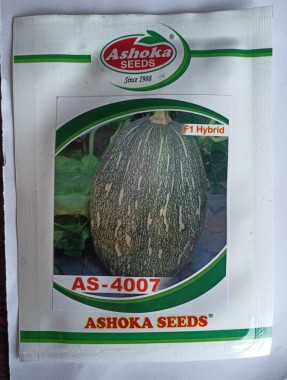 Ashoka®
SEEDS
Since 1988
F1 Hybrid
AS-4007
ASHOKA SEEDS®